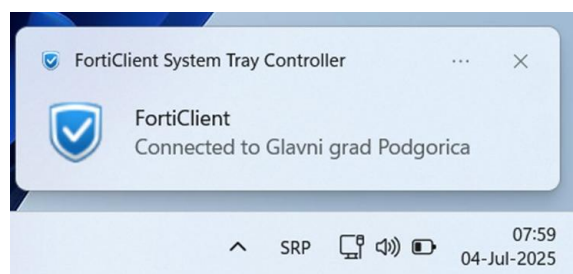 FortiClient System Tray Controller
FortiClient
Connected to Glavni grad Podgorica
SRP
07:59
04-Jul-2025